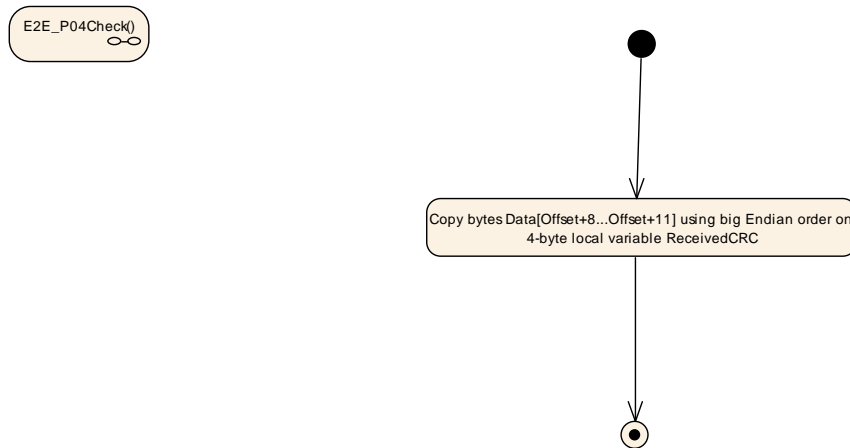 E2E_P04Check()
Copy bytes Data[Offset+8...Offset+11] using big Endian order on
4-byte local variable ReceivedCRC